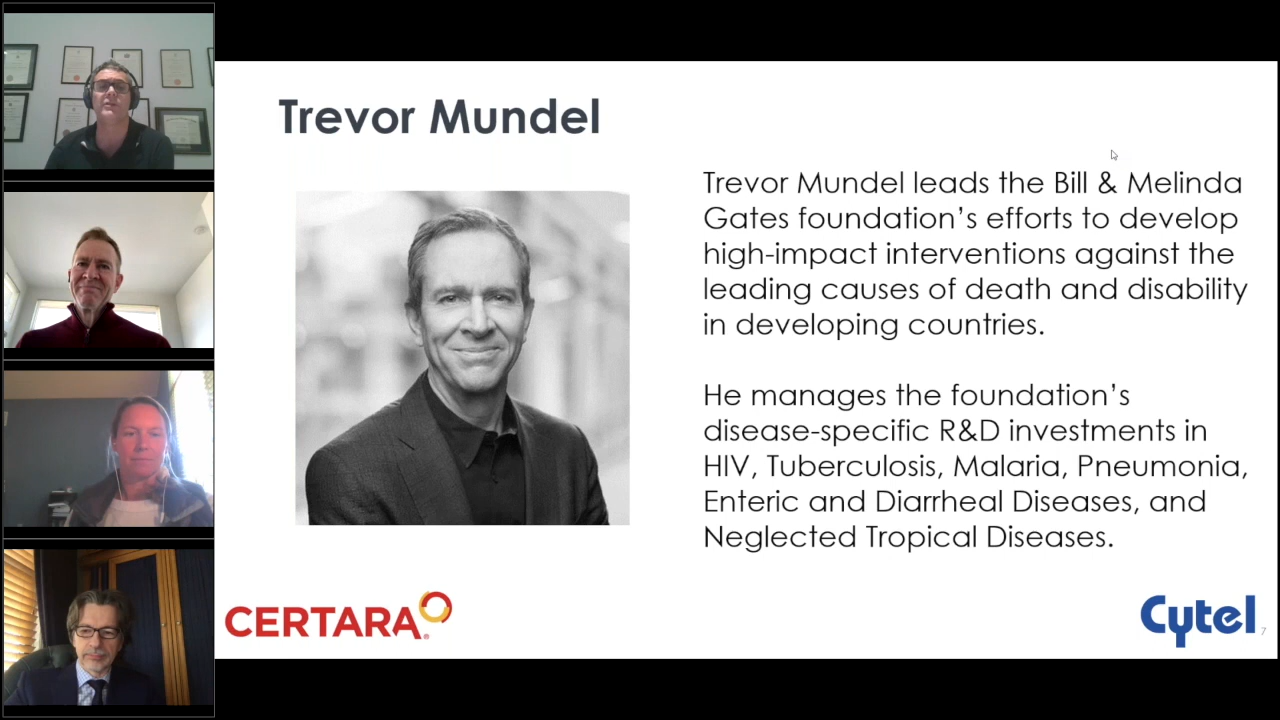 Trevor Mundel
Trevor Mundel leads the Bill & Melinda
Gates foundation’s efforts to develop
high-impact interventions against the
leading causes of death and disability
in developing countries.
He manages the foundation’s
disease-specific R&D investments in
HIV, Tuberculosis, Malaria, Pneumonia,
Enteric and Diarrheal Diseases, and
Neglected Tropical Diseases.
CERTARA®
Cytel
7